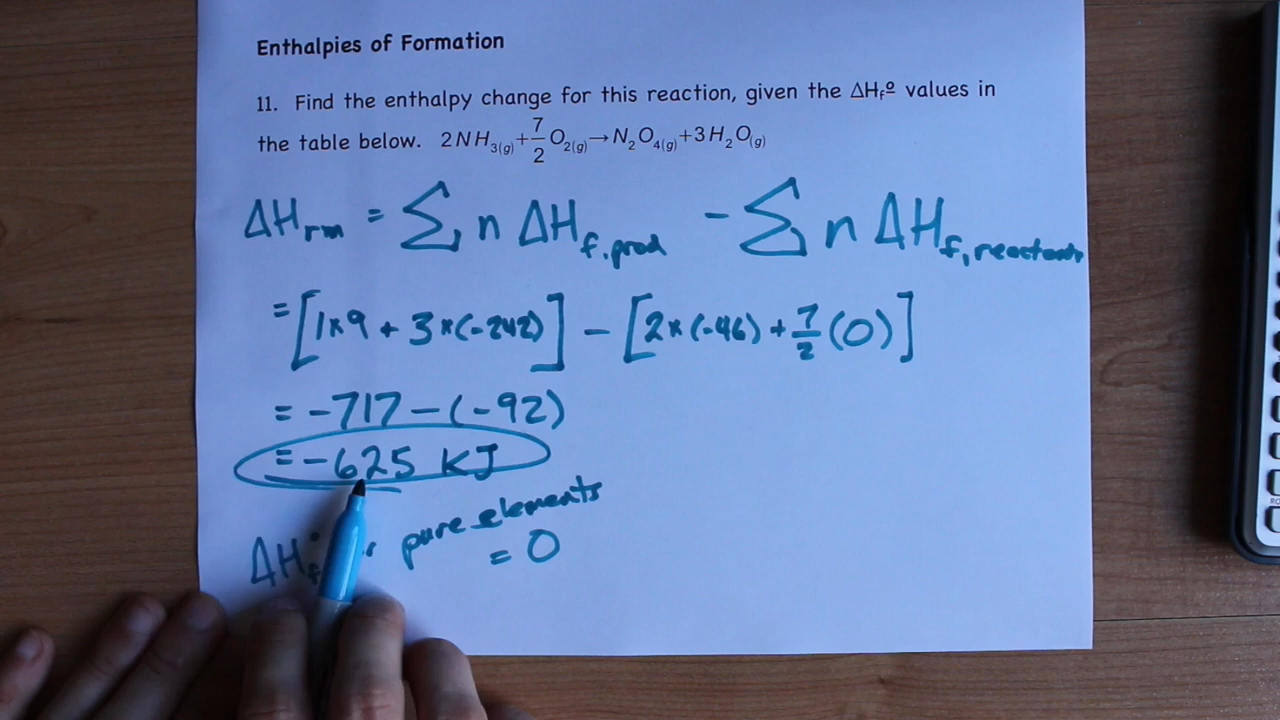 Enthalpies of Formation
11. Find the enthalpy change for this reaction, given the ΔHf° values in
the table below. 2NH3(g)+7/2O2(g)→N2O4(g)+3H2O(g)
ΔHrxn = Σ n ΔHf,prod − Σ n ΔHf,reactants
= [1×9 + 3×(-242)] − [2×(-46) + 7/2 (0)]
= -717 − (-92)
= -625 KJ
ΔHf° pure elements
= 0